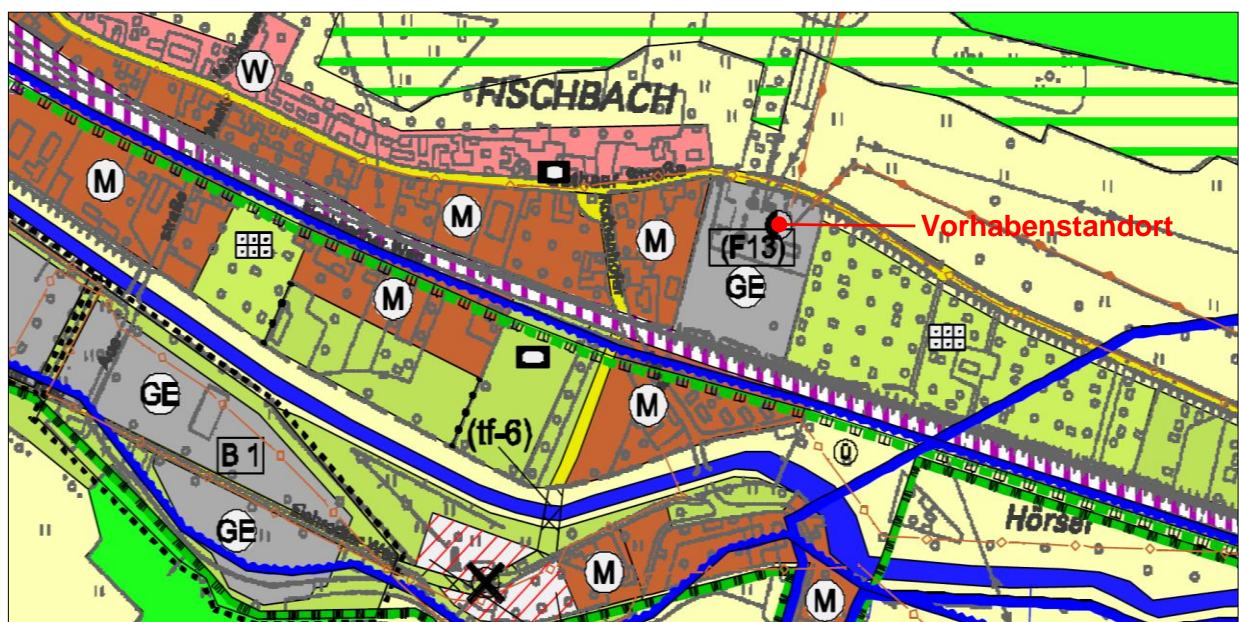 W
FISCHBACH
M
M
M
Vorhabenstandort
(F13)
GE
M
GE
(tf-6)
M
B 1
Ü
Hörsel
GE
M
M